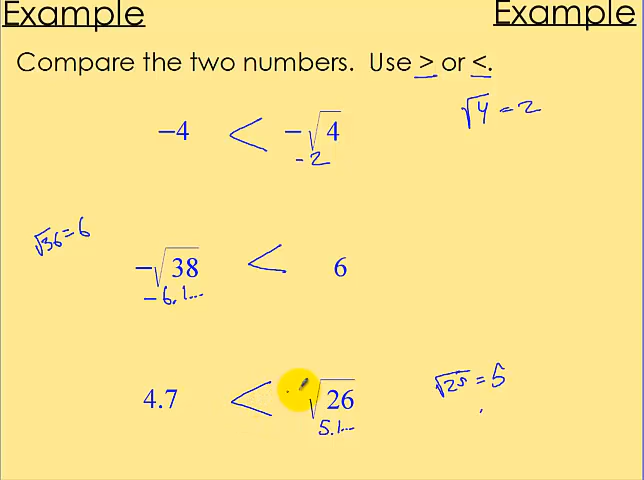 Example Example
Compare the two numbers. Use > or <.
√4 = 2
−4 < −√4
-2
√36 = 6
−√38 < 6
-6.1...
√25 = 5
4.7 < √26
5.1...